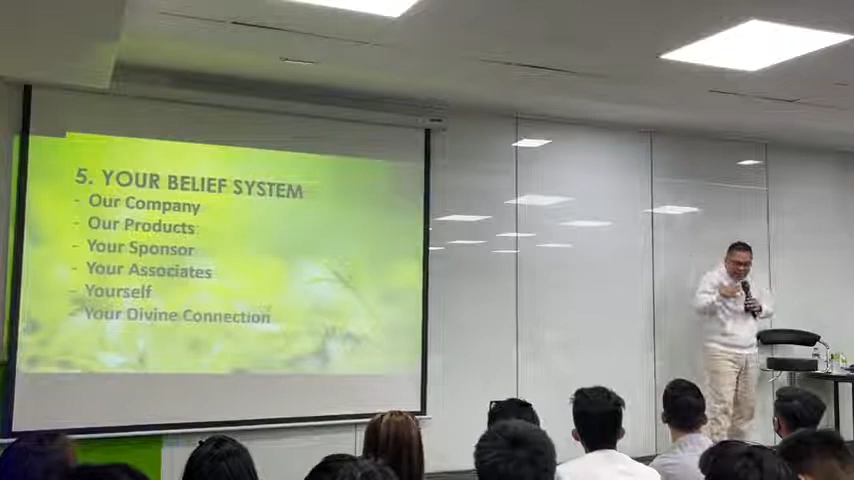 5. YOUR BELIEF SYSTEM
- Our Company
- Our Products
- Your Sponsor
- Your Associates
- Yourself
- Your Divine Connection